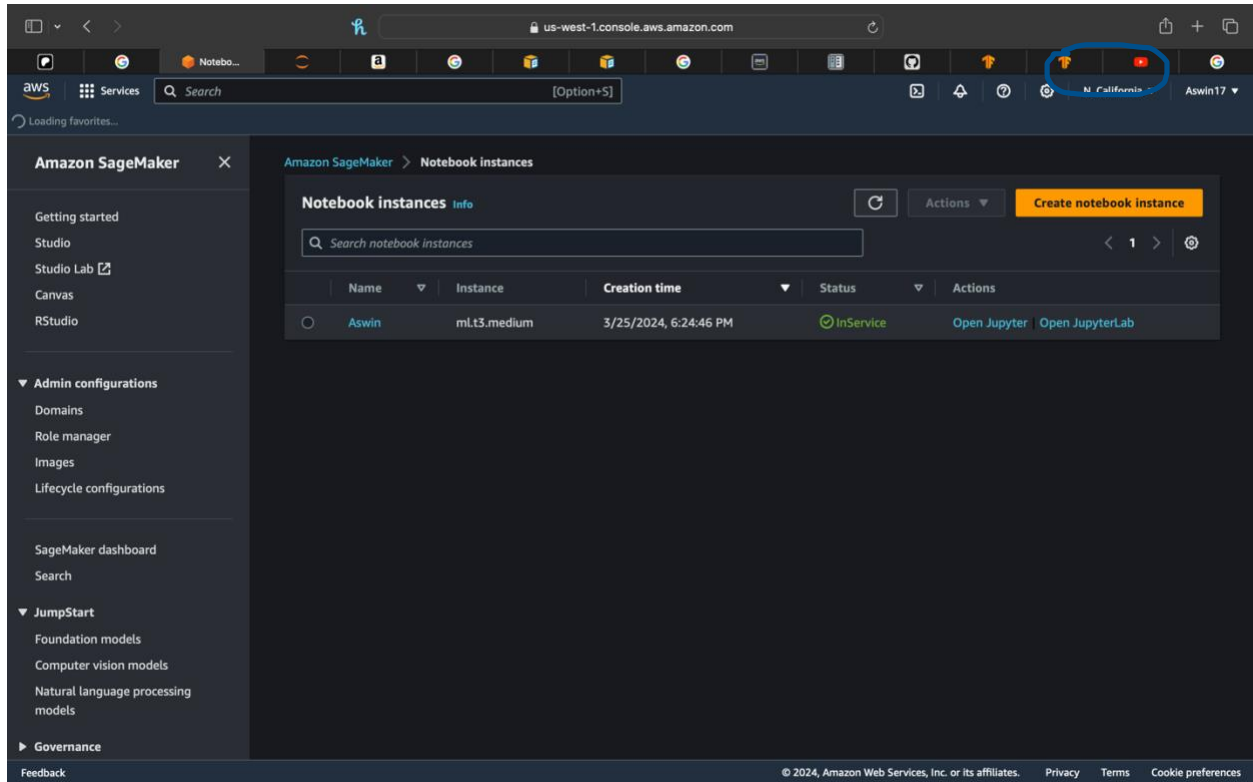 us-west-1.console.aws.amazon.com
Notebo...
aws Services Search [Option+S] N. California Aswin17
Loading favorites...
Amazon SageMaker
Getting started
Studio
Studio Lab
Canvas
RStudio
Admin configurations
Domains
Role manager
Images
Lifecycle configurations
SageMaker dashboard
Search
JumpStart
Foundation models
Computer vision models
Natural language processing
models
Governance
Amazon SageMaker > Notebook instances
Notebook instances Info Actions Create notebook instance
Search notebook instances < 1 >
Name Instance Creation time Status Actions
Aswin ml.t3.medium 3/25/2024, 6:24:46 PM InService Open Jupyter | Open JupyterLab
Feedback © 2024, Amazon Web Services, Inc. or its affiliates. Privacy Terms Cookie preferences